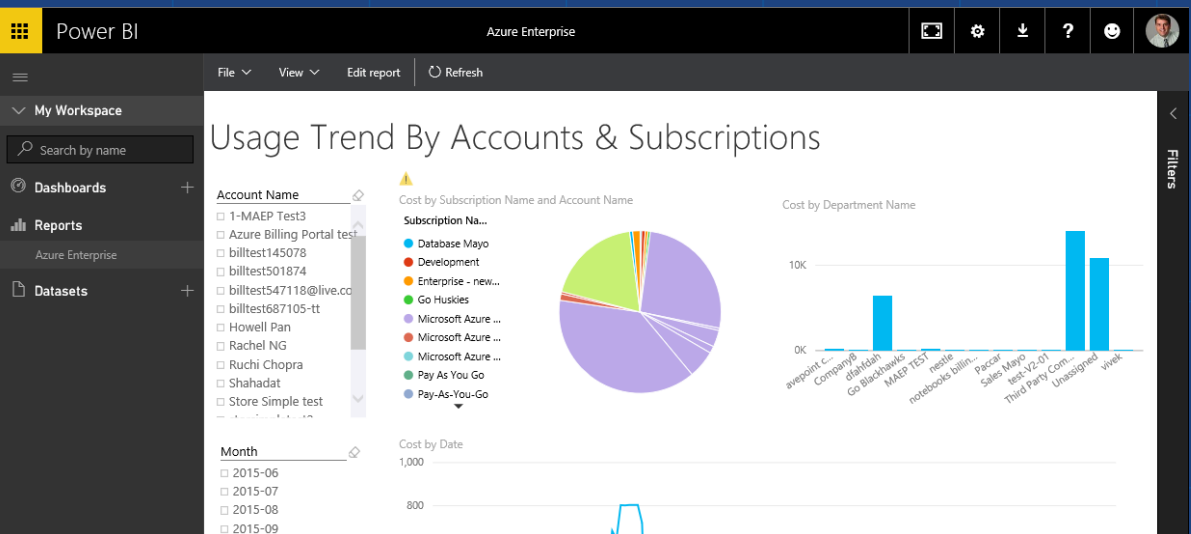 Power BI
Azure Enterprise
?
File
View
Edit report
Refresh
My Workspace
Search by name
Dashboards
Reports
Azure Enterprise
Datasets
Usage Trend By Accounts & Subscriptions
Filters
Account Name
1-MAEP Test3
Azure Billing Portal test
billtest145078
billtest501874
billtest547118@live.co
billtest687105-tt
Howell Pan
Rachel NG
Ruchi Chopra
Shahadat
Store Simple test
Month
2015-06
2015-07
2015-08
2015-09
Cost by Subscription Name and Account Name
Subscription Na...
Database Mayo
Development
Enterprise - new...
Go Huskies
Microsoft Azure ...
Microsoft Azure ...
Microsoft Azure ...
Pay As You Go
Pay-As-You-Go
Cost by Department Name
10K
0K
avepoint c...
CompanyB
dfahfdah
Go Blackhawks
MAEP TEST
nestle
notebooks billin...
Paccar
Sales Mayo
test-V2-01
Third Party Com...
Unassigned
vivek
Cost by Date
1,000
800